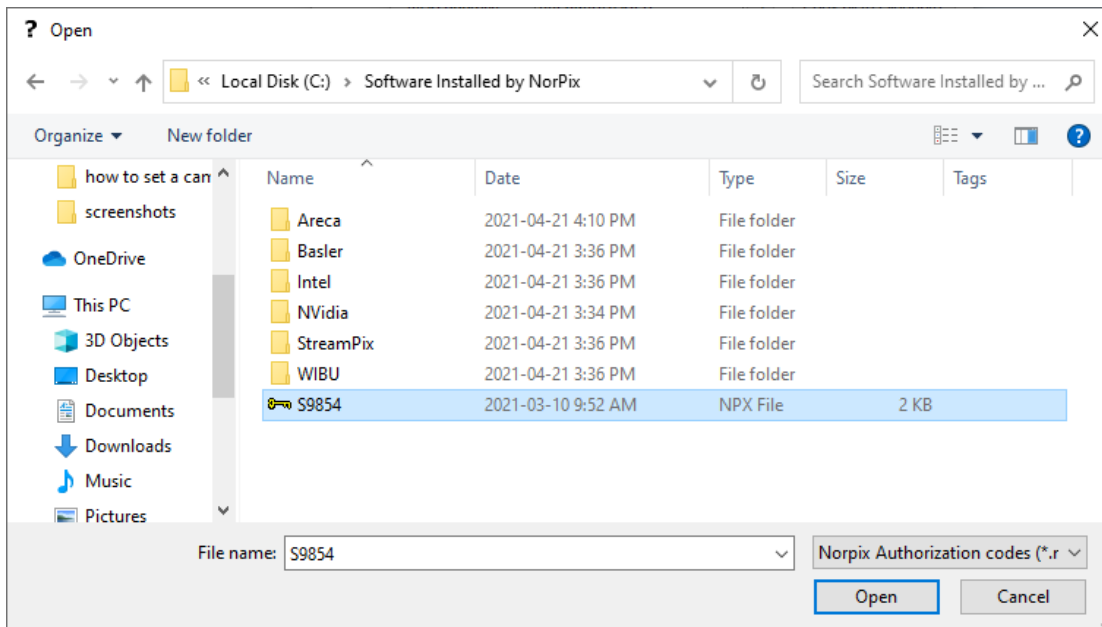 ? Open
« Local Disk (C:) > Software Installed by NorPix
Search Software Installed by ...
Organize
New folder
?
how to set a cam
screenshots
OneDrive
This PC
3D Objects
Desktop
Documents
Downloads
Music
Pictures
Name Date Type Size Tags
Areca 2021-04-21 4:10 PM File folder
Basler 2021-04-21 3:36 PM File folder
Intel 2021-04-21 3:36 PM File folder
NVidia 2021-04-21 3:34 PM File folder
StreamPix 2021-04-21 3:36 PM File folder
WIBU 2021-04-21 3:36 PM File folder
S9854 2021-03-10 9:52 AM NPX File 2 KB
File name: S9854
Norpix Authorization codes (*.r
Open Cancel